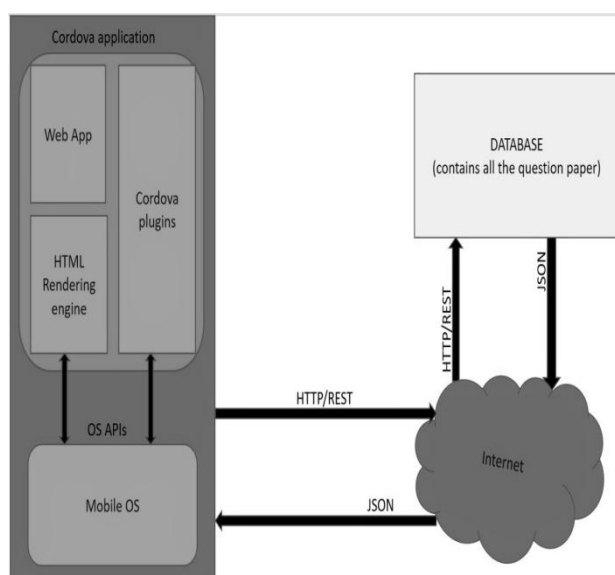 Cordova application
Web App
Cordova
plugins
HTML
Rendering
engine
OS APIs
Mobile OS
DATABASE
(contains all the question paper)
HTTP/REST
JSON
HTTP/REST
Internet
JSON